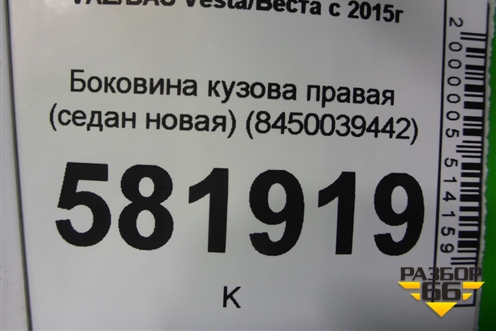 VAZ/ВАЗ Vesta/Веста с 2015г
Боковина кузова правая
(седан новая) (8450039442)
581919
К
2000005514159
РАЗБОР
66